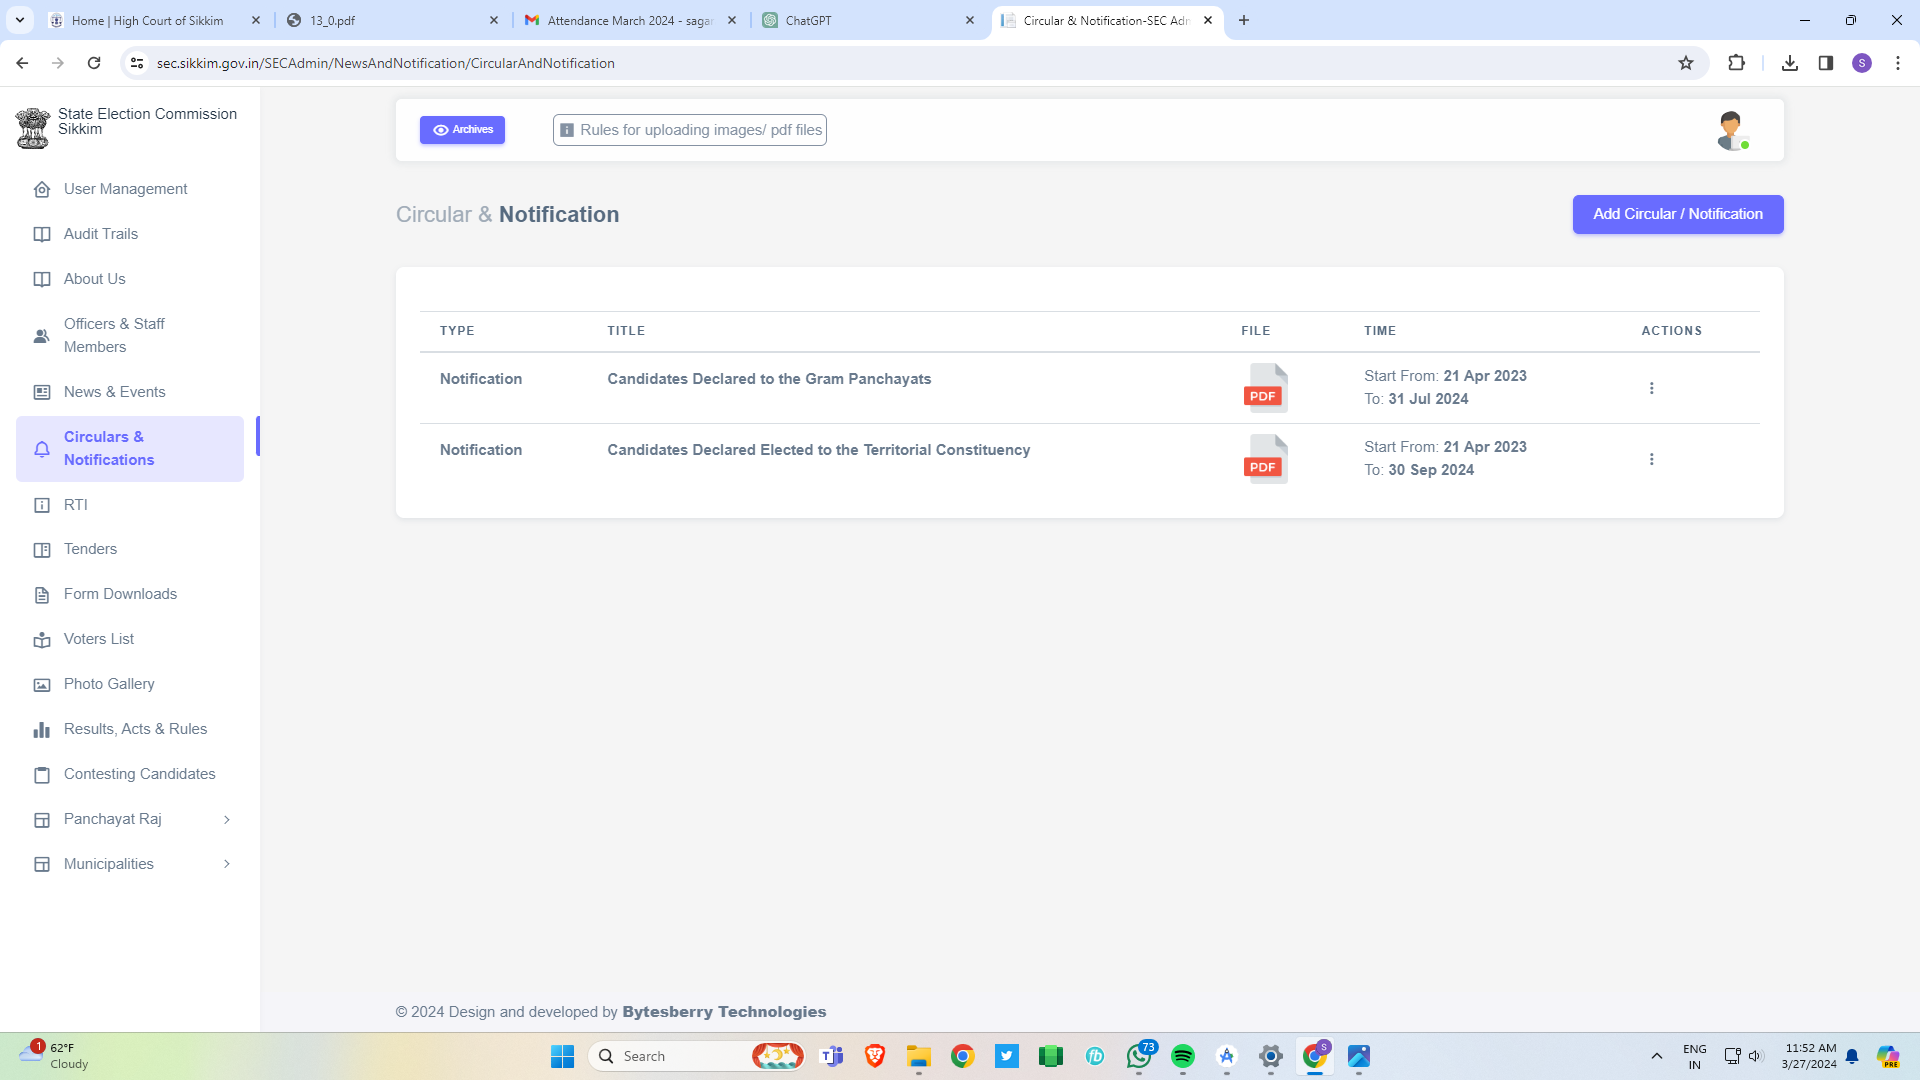 Home | High Court of Sikkim
13_0.pdf
Attendance March 2024 - sagar
ChatGPT
Circular & Notification-SEC Adm
sec.sikkim.gov.in/SECAdmin/NewsAndNotification/CircularAndNotification
S
State Election Commission
Sikkim
User Management
Audit Trails
About Us
Officers & Staff
Members
News & Events
Circulars &
Notifications
RTI
Tenders
Form Downloads
Voters List
Photo Gallery
Results, Acts & Rules
Contesting Candidates
Panchayat Raj
Municipalities
Archives
Rules for uploading images/ pdf files
Circular & Notification
Add Circular / Notification
TYPE TITLE FILE TIME ACTIONS
Notification Candidates Declared to the Gram Panchayats PDF Start From: 21 Apr 2023
To: 31 Jul 2024
Notification Candidates Declared Elected to the Territorial Constituency PDF Start From: 21 Apr 2023
To: 30 Sep 2024
© 2024 Design and developed by Bytesberry Technologies
1
62°F
Cloudy
Search
73
S
ENG
IN
11:52 AM
3/27/2024
PRE